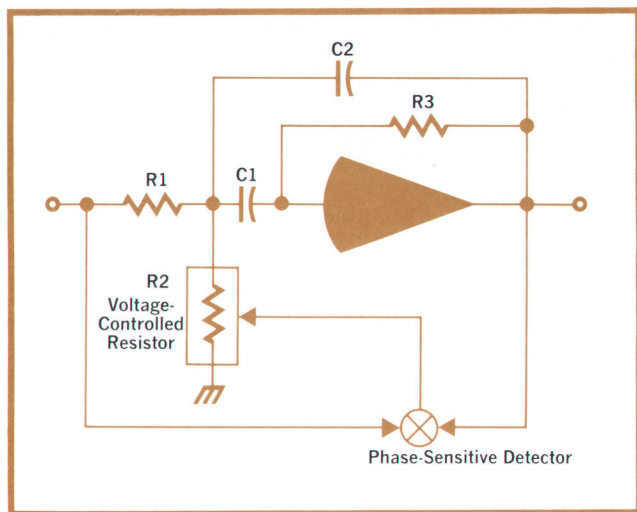 C2
R3
R1
C1
R2
Voltage-
Controlled
Resistor
Phase-Sensitive Detector